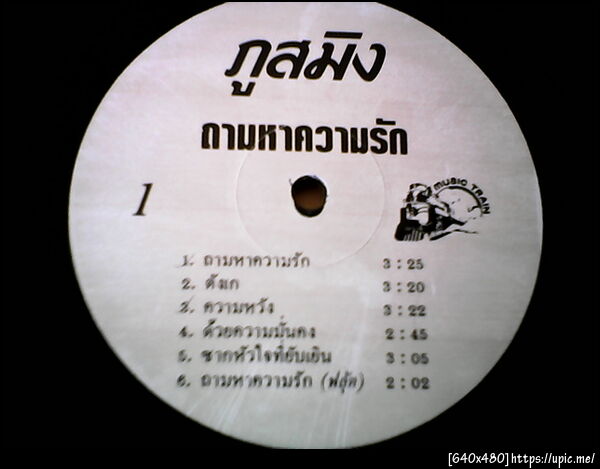 ภูสมิง
ถามหาความรัก
1
MUSIC TRAIN
1. ถามหาความรัก 3 : 25
2. ดังแก 3 : 20
3. ความหวัง 3 : 22
4. ด้วยความมั่นคง 2 : 45
5. ซากหัวใจที่ยับเยิน 3 : 05
6. ถามหาความรัก (ฟลุ้ต) 2 : 02
[640x480]https://upic.me/